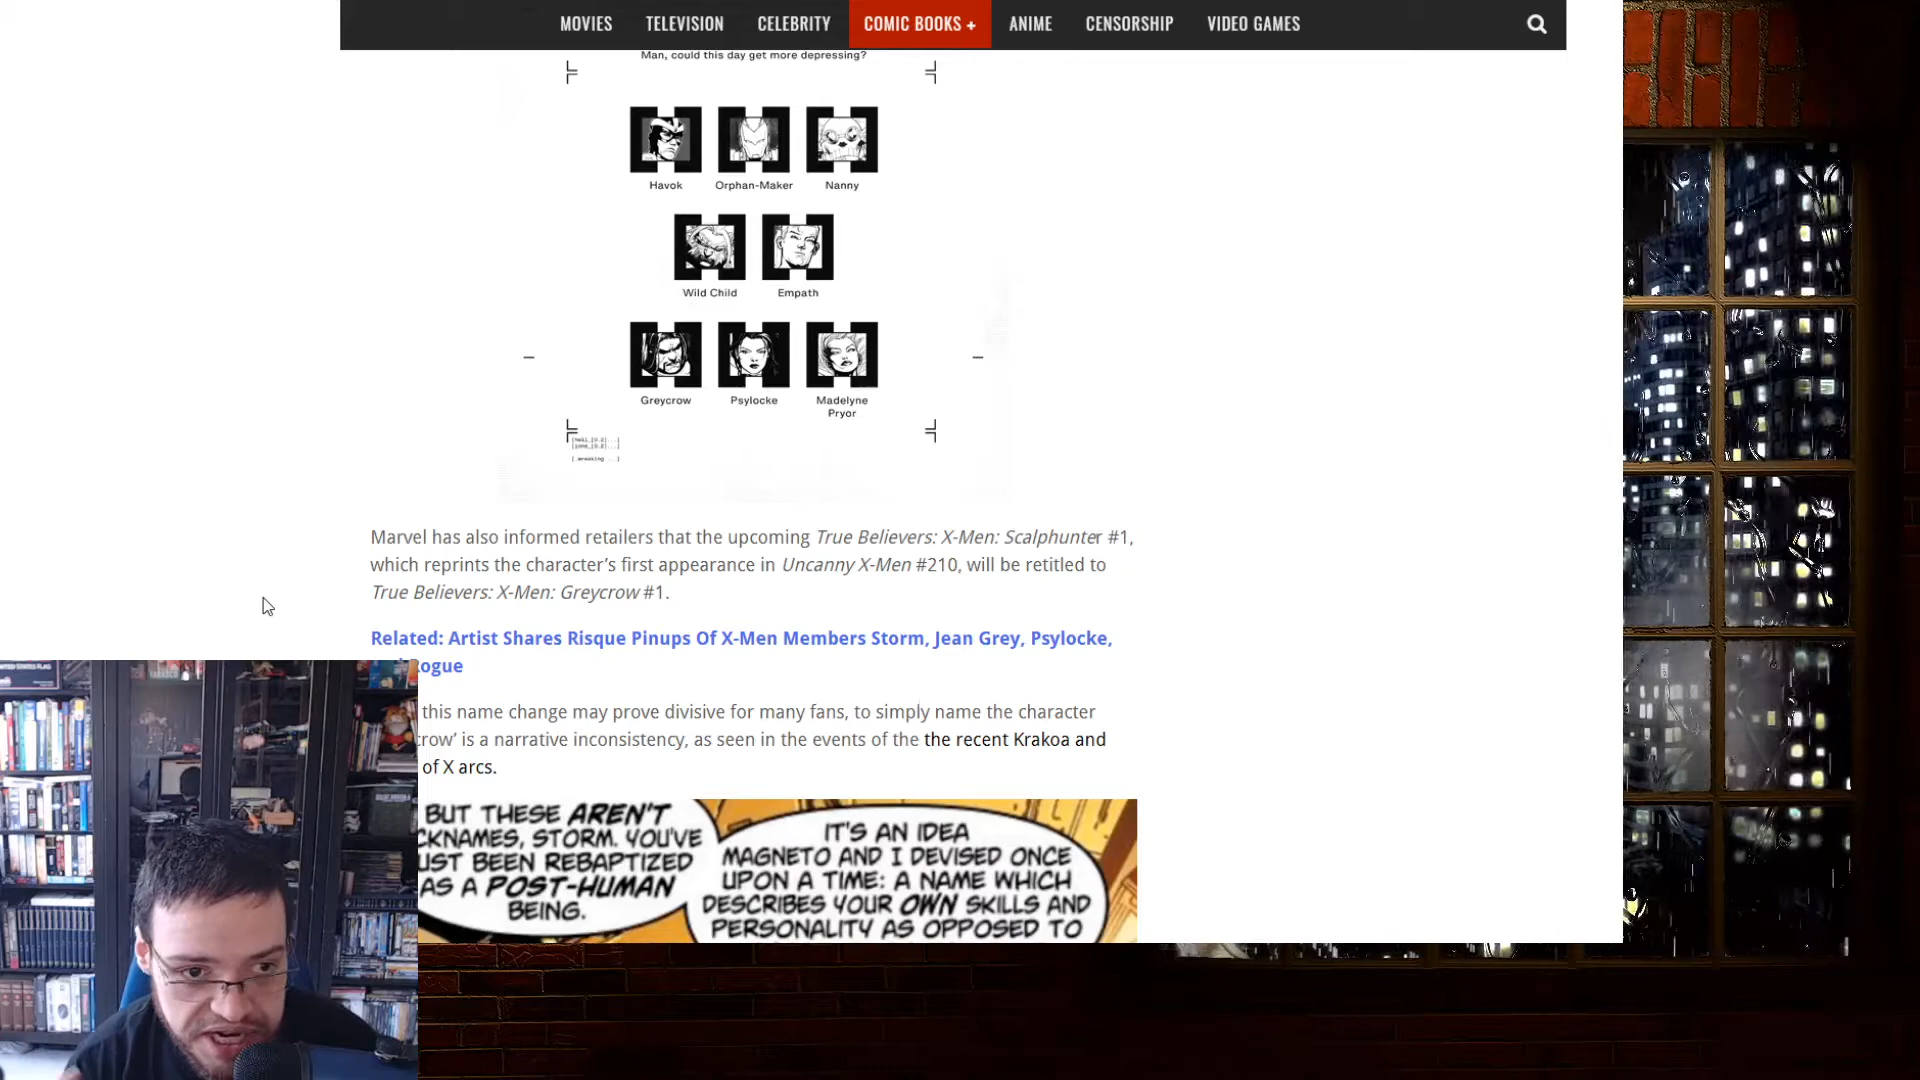 MOVIES TELEVISION CELEBRITY COMIC BOOKS + ANIME CENSORSHIP VIDEO GAMES
Man, could this day get more depressing?
Havok Orphan-Maker Nanny
Wild Child Empath
Greycrow Psylocke Madelyne
Pryor
Marvel has also informed retailers that the upcoming True Believers: X-Men: Scalphunter #1,
which reprints the character’s first appearance in Uncanny X-Men #210, will be retitled to
True Believers: X-Men: Greycrow #1.
Related: Artist Shares Risque Pinups Of X-Men Members Storm, Jean Grey, Psylocke,
ogue
this name change may prove divisive for many fans, to simply name the character
crow’ is a narrative inconsistency, as seen in the events of the the recent Krakoa and
of X arcs.
BUT THESE AREN'T
CKNAMES, STORM. YOU'VE
UST BEEN REBAPTIZED
AS A POST-HUMAN
BEING.
IT'S AN IDEA
MAGNETO AND I DEVISED ONCE
UPON A TIME: A NAME WHICH
DESCRIBES YOUR OWN SKILLS AND
PERSONALITY AS OPPOSED TO